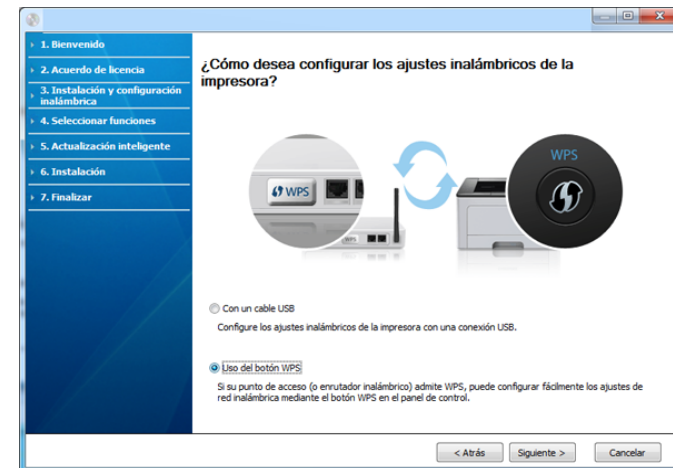 1. Bienvenido
2. Acuerdo de licencia
3. Instalación y configuración
inalámbrica
4. Seleccionar funciones
5. Actualización inteligente
6. Instalación
7. Finalizar
¿Cómo desea configurar los ajustes inalámbricos de la
impresora?
WPS
WPS
WPS
Con un cable USB
Configure los ajustes inalámbricos de la impresora con una conexión USB.
Uso del botón WPS
Si su punto de acceso (o enrutador inalámbrico) admite WPS, puede configurar fácilmente los ajustes de
red inalámbrica mediante el botón WPS en el panel de control.
< Atrás
Siguiente >
Cancelar